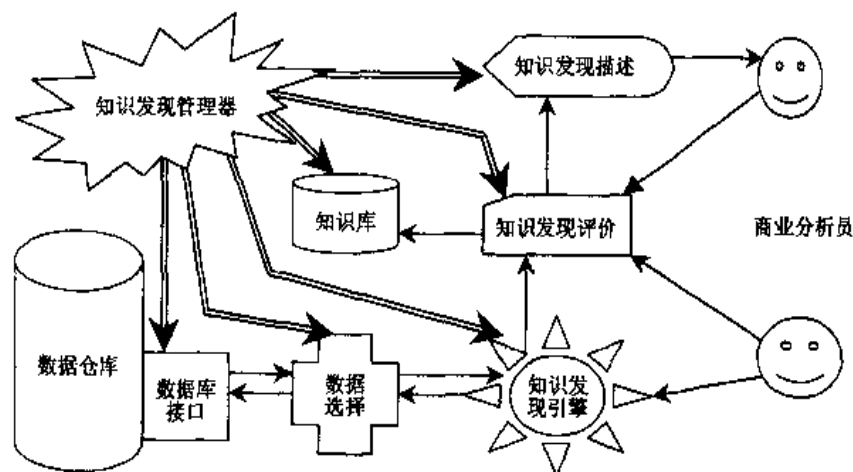 知识发现描述
知识发现管理器
知识库
知识发现评价
商业分析员
数据仓库
数据库
接口
数据
选择
知识发
现引擎